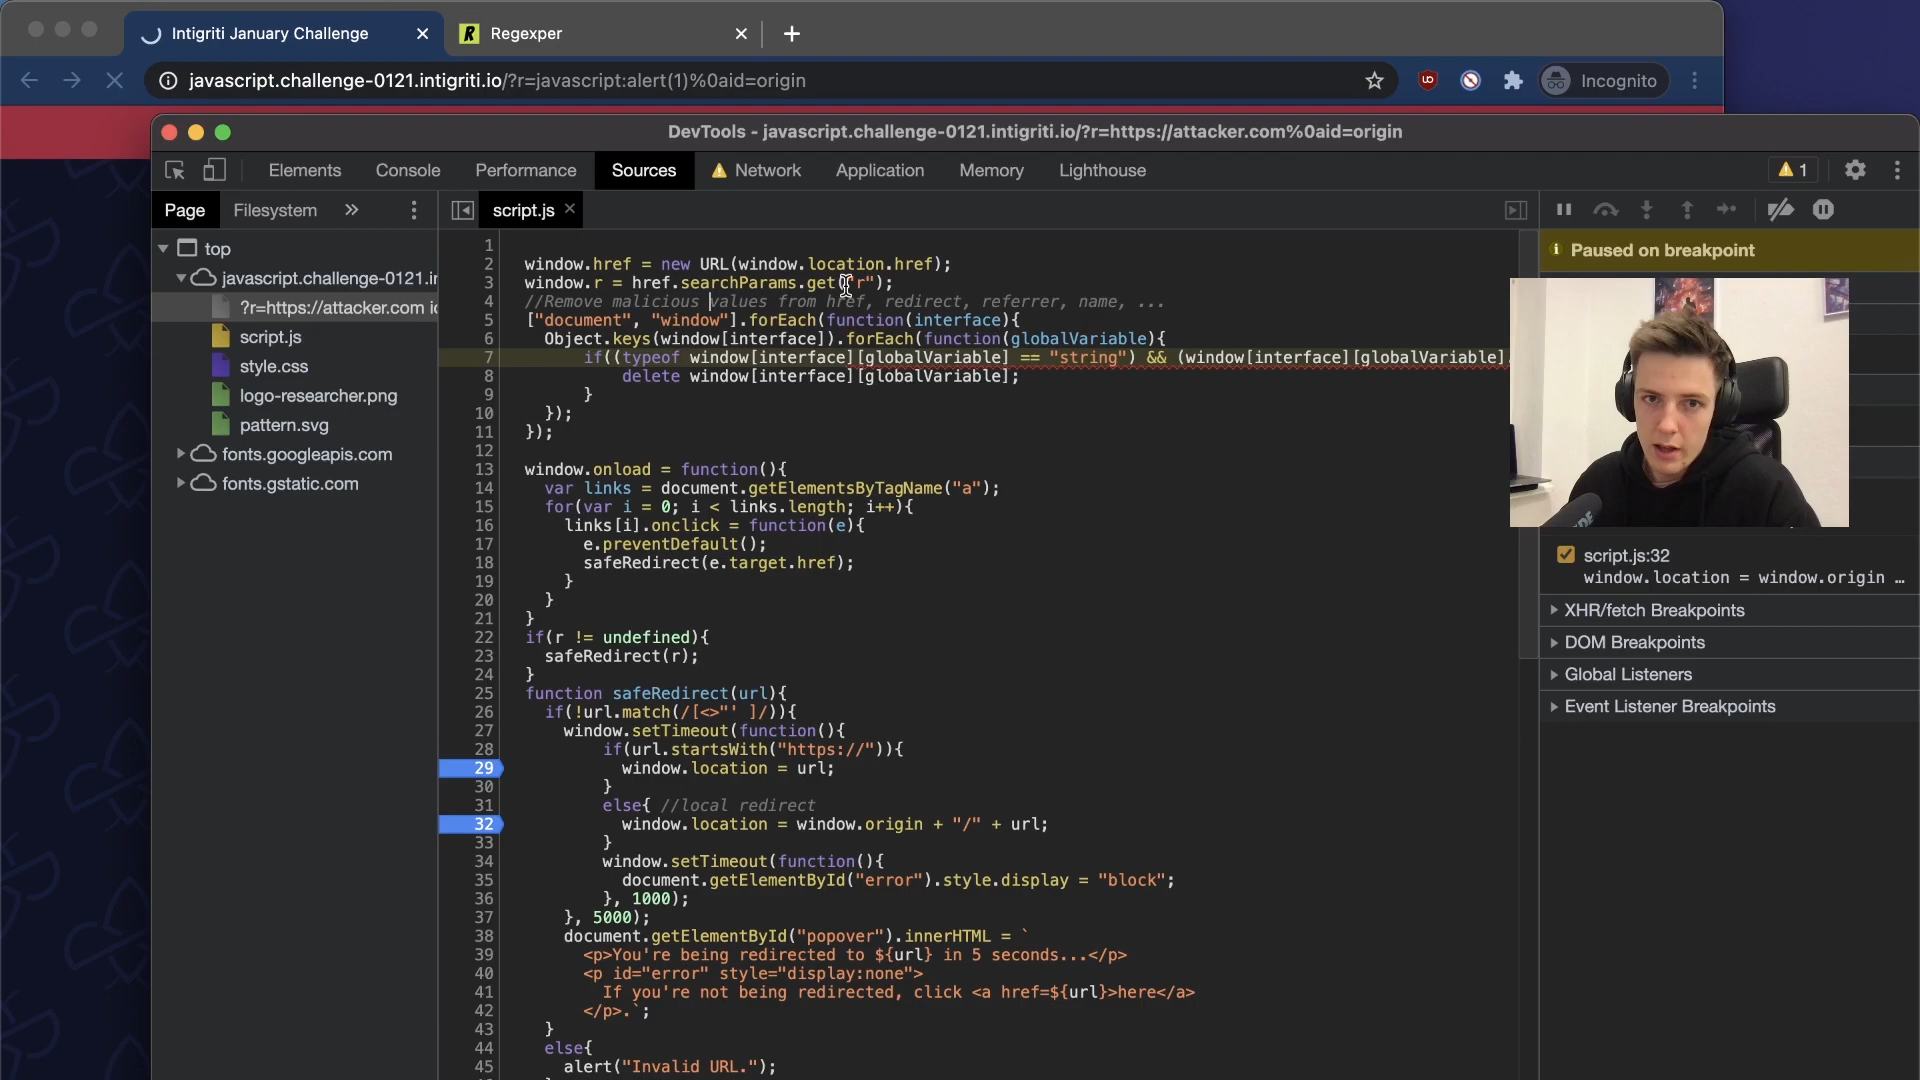 Intigriti January Challenge
Regexper
javascript.challenge-0121.intigriti.io/?r=javascript:alert(1)%0aid=origin
Incognito
DevTools - javascript.challenge-0121.intigriti.io/?r=https://attacker.com%0aid=origin
Elements Console Performance Sources Network Application Memory Lighthouse 1
Page Filesystem » script.js
Paused on breakpoint
top
javascript.challenge-0121.i
?r=https://attacker.com i
script.js
style.css
logo-researcher.png
pattern.svg
fonts.googleapis.com
fonts.gstatic.com
1
2 window.href = new URL(window.location.href);
3 window.r = href.searchParams.get("r");
4 //Remove malicious values from href, redirect, referrer, name, ...
5 ["document", "window"].forEach(function(interface){
6 Object.keys(window[interface]).forEach(function(globalVariable){
7 if((typeof window[interface][globalVariable] == "string") && (window[interface][globalVariable].
8 delete window[interface][globalVariable];
9 }
10 });
11 });
12
13 window.onload = function(){
14 var links = document.getElementsByTagName("a");
15 for(var i = 0; i < links.length; i++){
16 links[i].onclick = function(e){
17 e.preventDefault();
18 safeRedirect(e.target.href);
19 }
20 }
21 }
22 if(r != undefined){
23 safeRedirect(r);
24 }
25 function safeRedirect(url){
26 if(!url.match(/[<>"' ]/)){
27 window.setTimeout(function(){
28 if(url.startsWith("https://")){
29 window.location = url;
30 }
31 else{ //local redirect
32 window.location = window.origin + "/" + url;
33 }
34 window.setTimeout(function(){
35 document.getElementById("error").style.display = "block";
36 }, 1000);
37 }, 5000);
38 document.getElementById("popover").innerHTML = `
39 <p>You're being redirected to ${url} in 5 seconds...</p>
40 <p id="error" style="display:none">
41 If you're not being redirected, click <a href=${url}>here</a>
42 </p>.`;
43 }
44 else{
45 alert("Invalid URL.");
script.js:32
window.location = window.origin …
XHR/fetch Breakpoints
DOM Breakpoints
Global Listeners
Event Listener Breakpoints